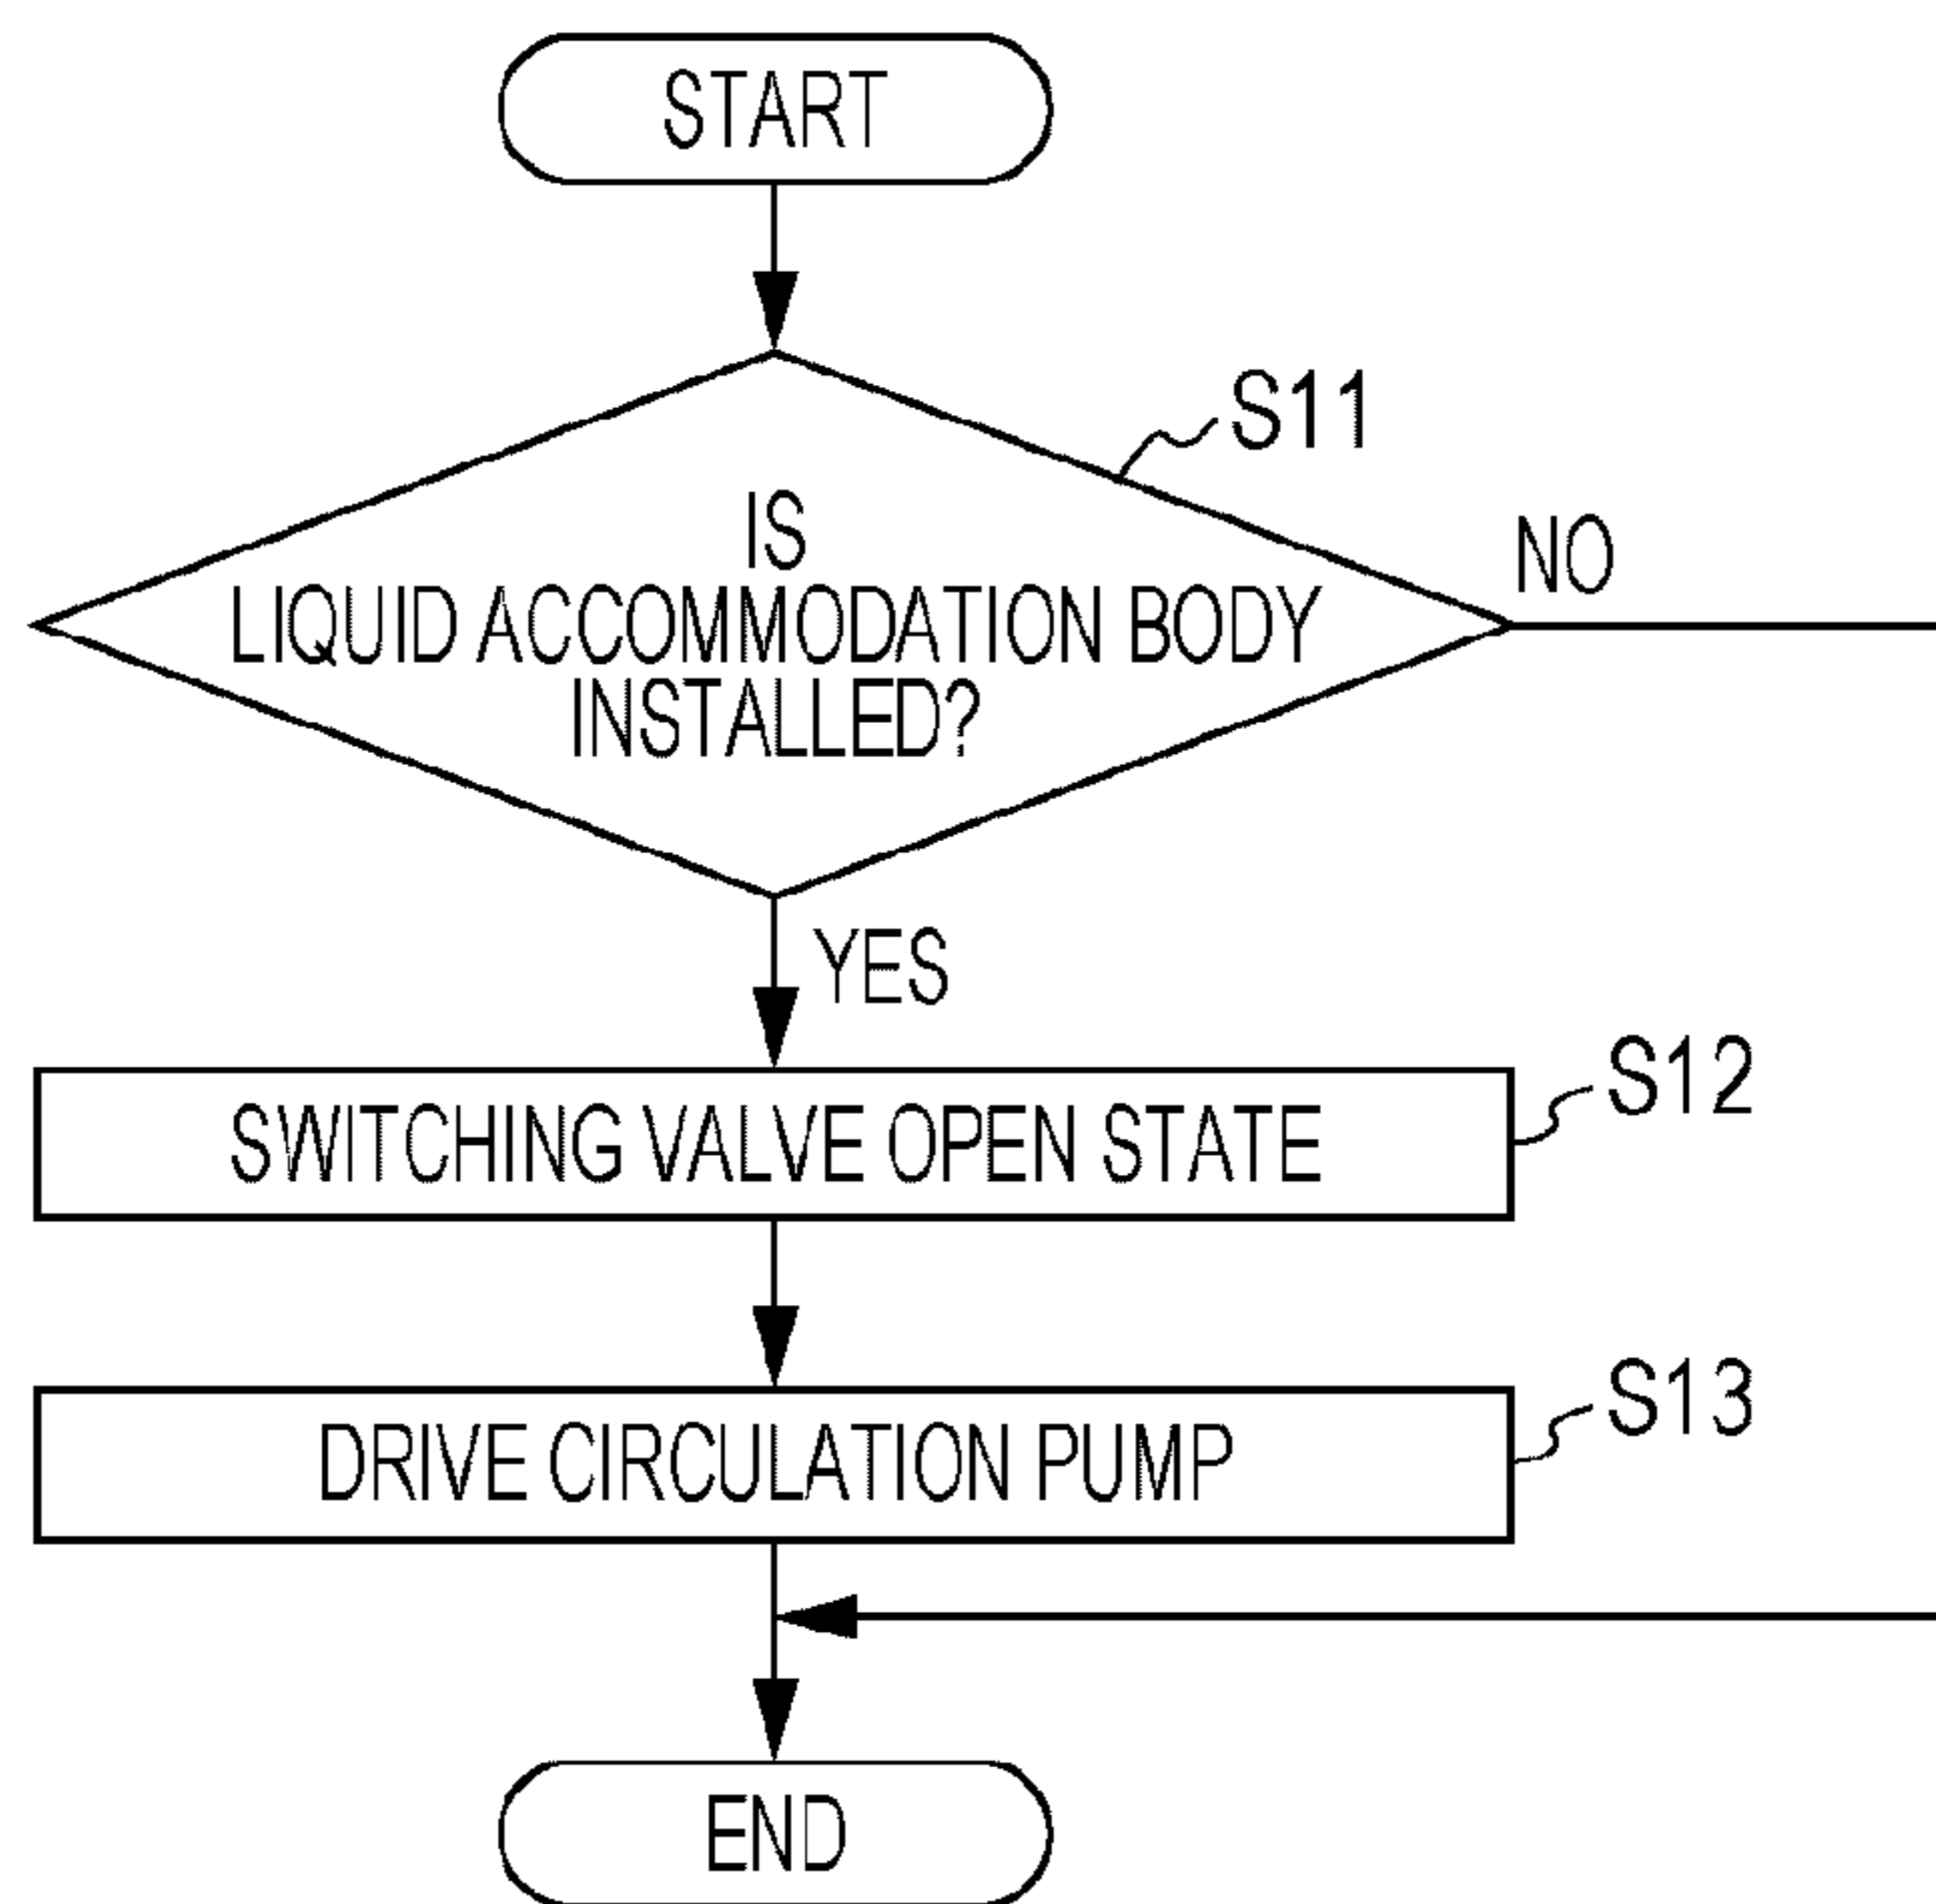 START
S11
IS
LIQUID ACCOMMODATION BODY
INSTALLED?
NO
YES
S12
SWITCHING VALVE OPEN STATE
S13
DRIVE CIRCULATION PUMP
END